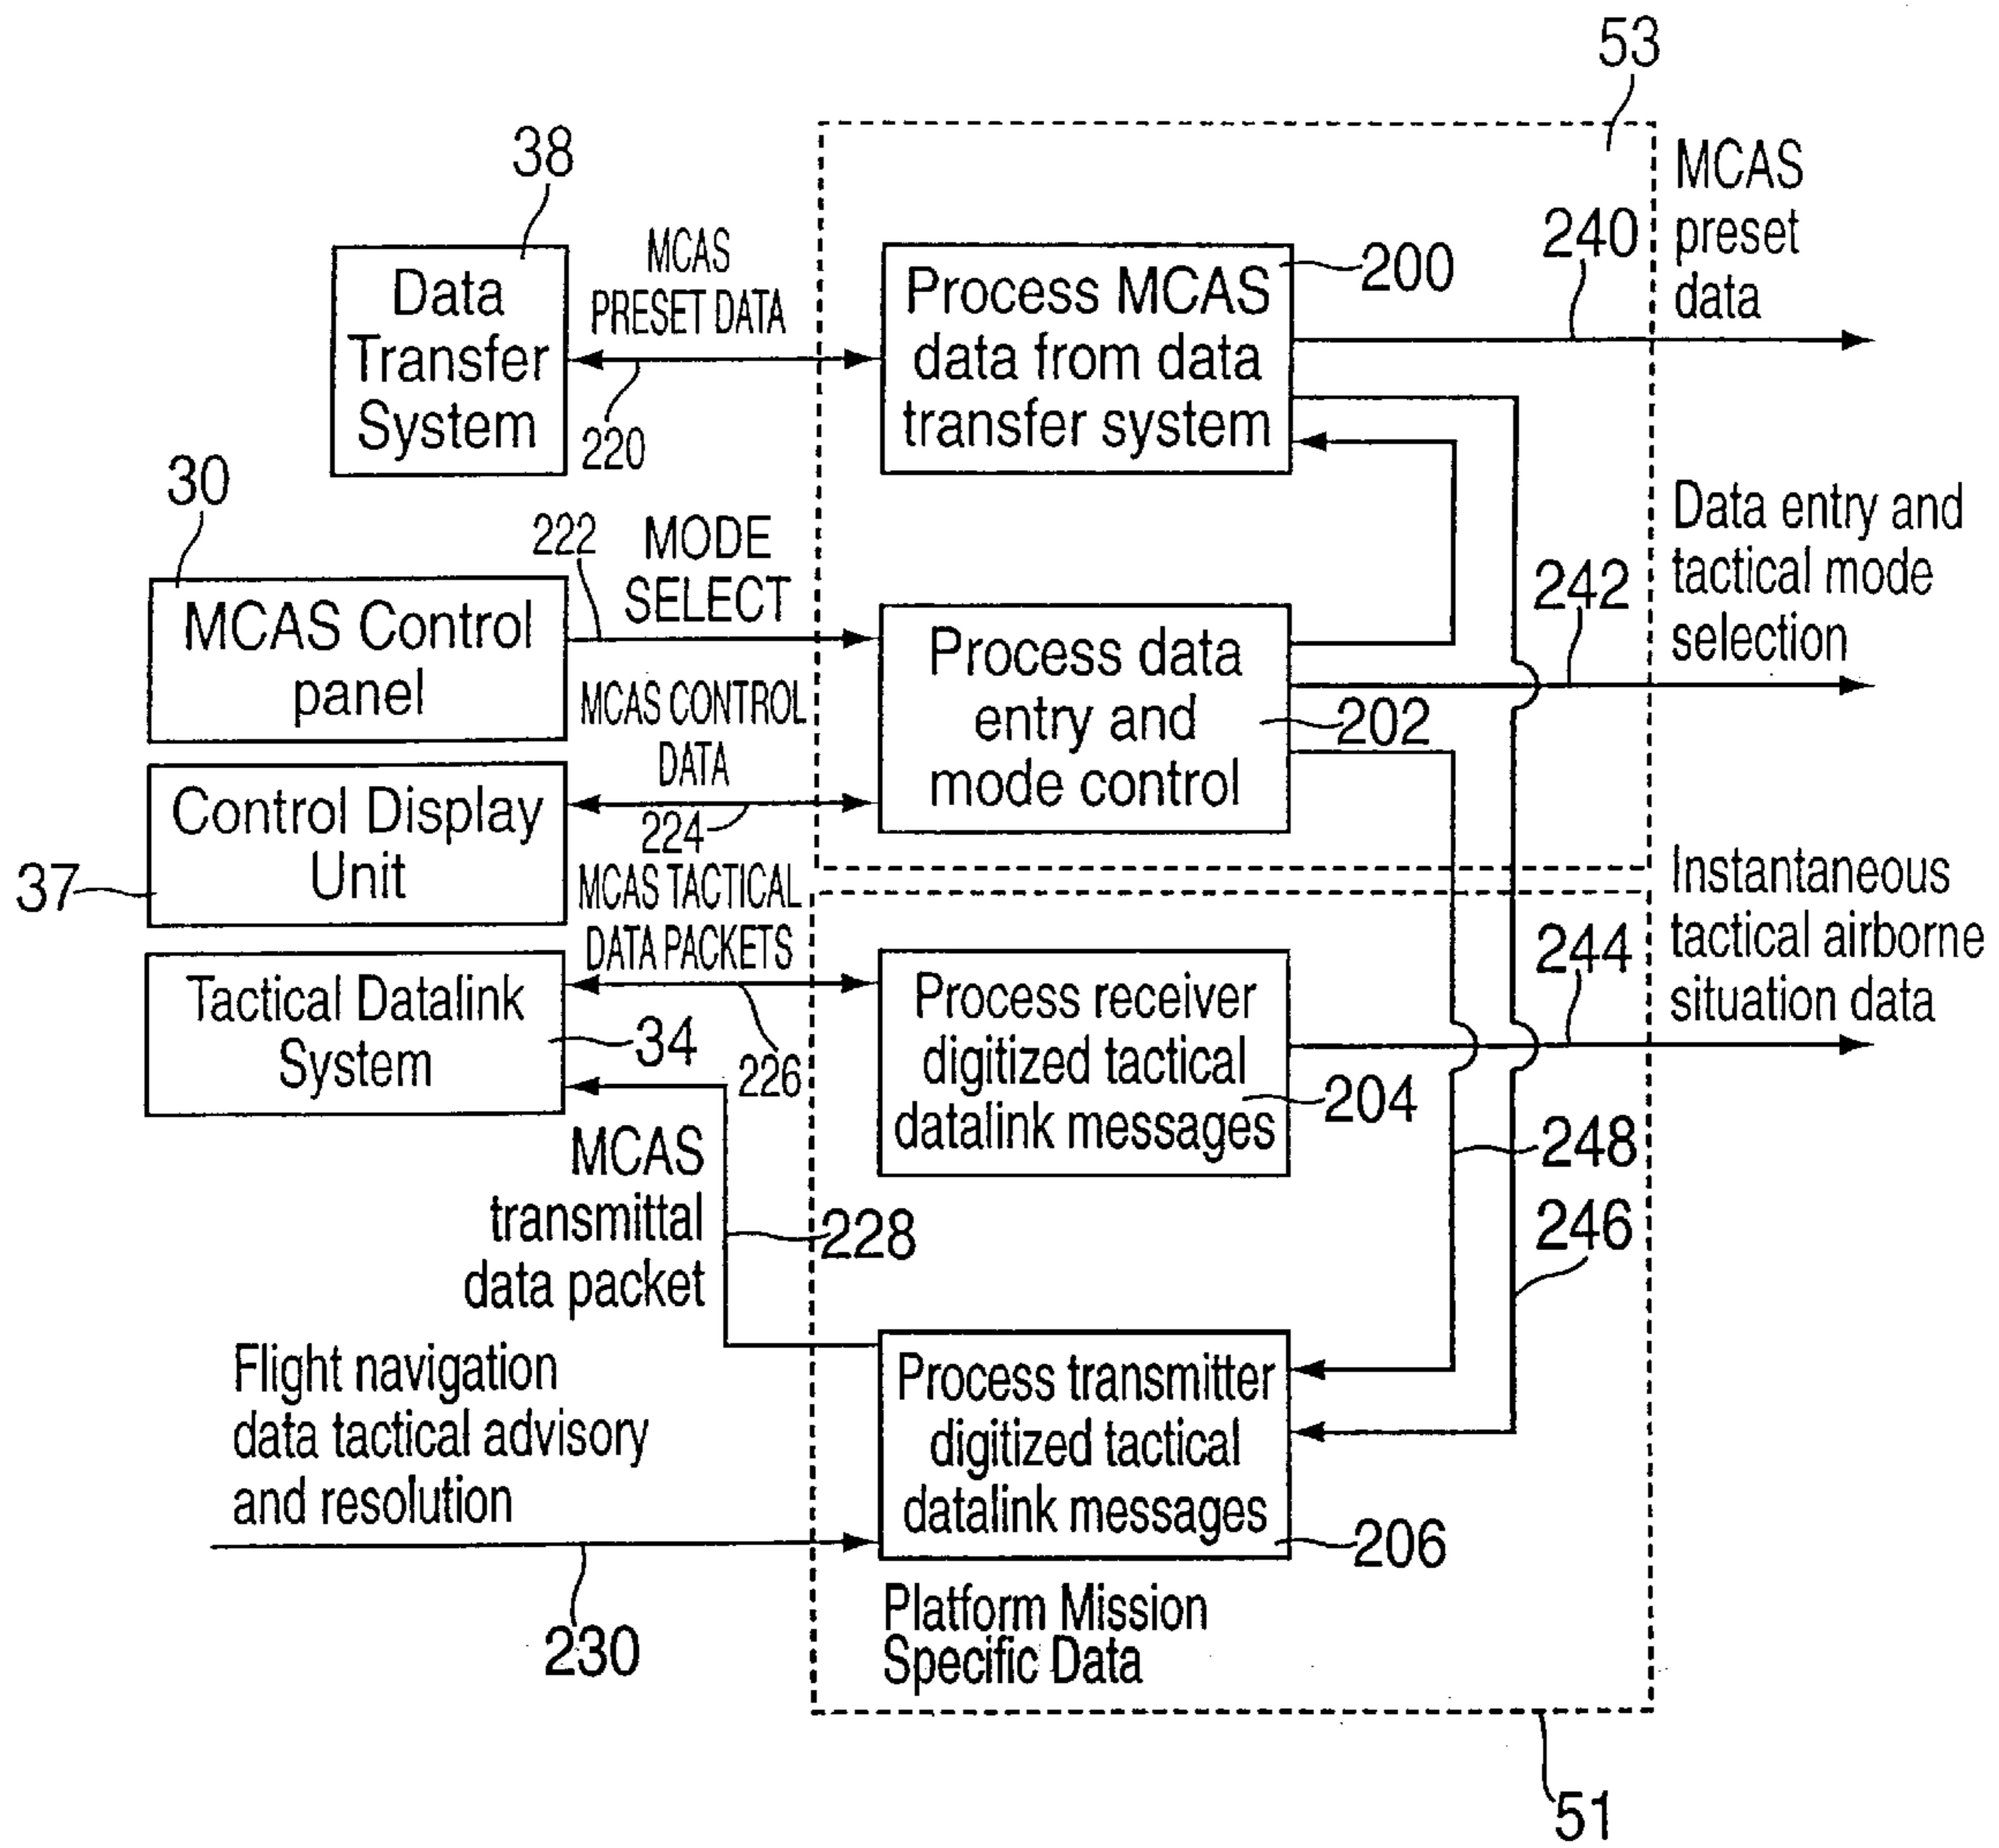 53
38
MCAS
preset
data
240
MCAS
PRESET DATA
Data
Transfer
System
220
Process MCAS
data from data
transfer system
200
30
222
MODE
SELECT
MCAS Control
panel
Data entry and
tactical mode
selection
242
Process data
entry and
mode control
202
MCAS CONTROL
DATA
224
Control Display
Unit
37
MCAS TACTICAL
DATA PACKETS
226
Tactical Datalink
System
34
Process receiver
digitized tactical
datalink messages
204
Instantaneous
tactical airborne
situation data
244
248
246
MCAS
transmittal
data packet
228
Flight navigation
data tactical advisory
and resolution
230
Process transmitter
digitized tactical
datalink messages
206
Platform Mission
Specific Data
51